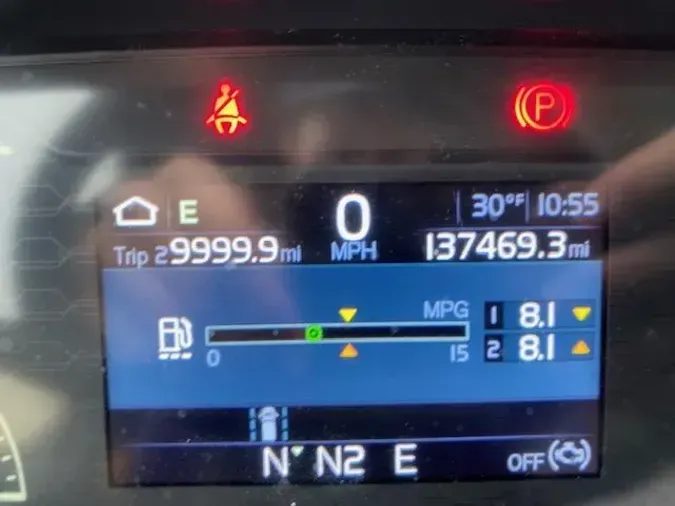 P
E 0 30°F 10:55
Trip 2 9999.9 mi MPH 137469.3 mi
MPG 1 8.1
0 15 2 8.1
N N2 E OFF